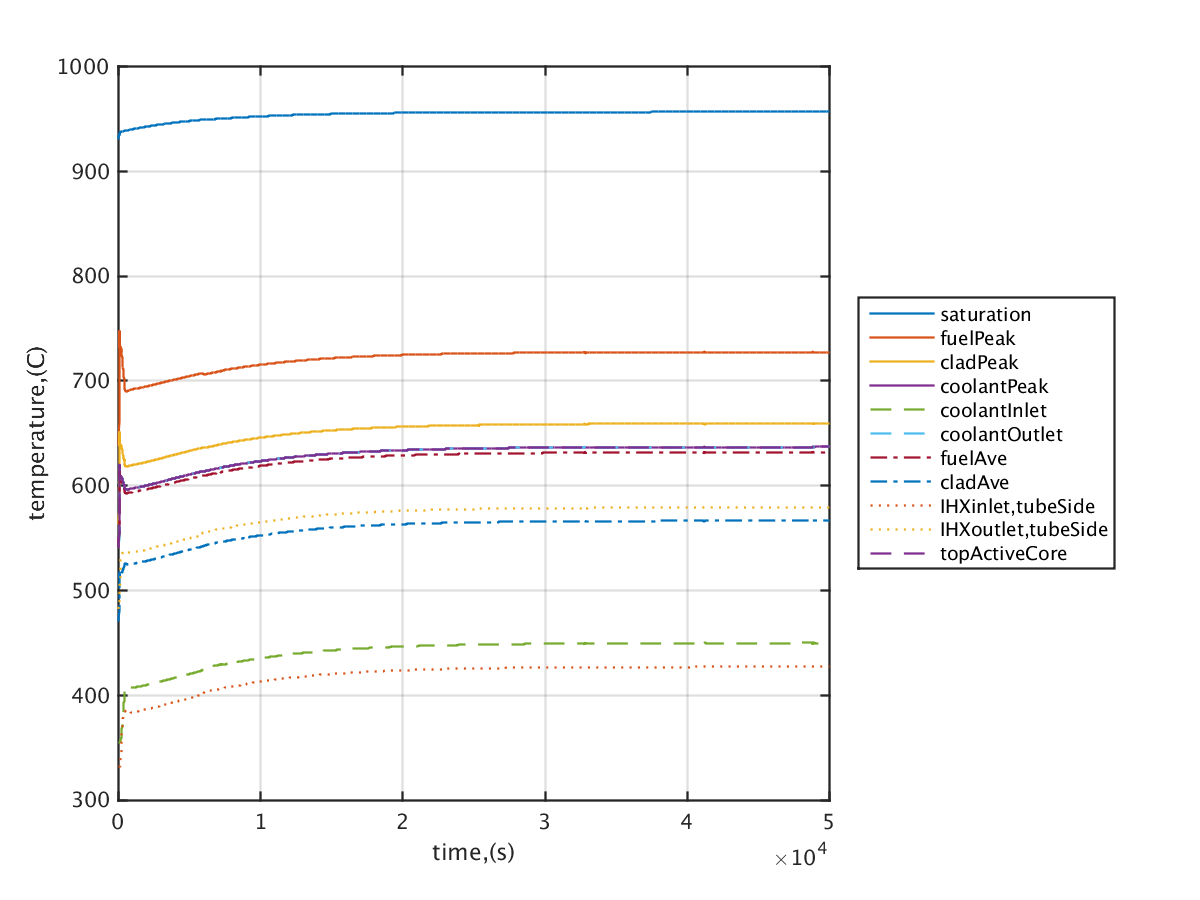 1000
900
800
700
600
500
400
300
temperature,(C)
0
1
2
3
4
5
×10^4
time,(s)
saturation
fuelPeak
cladPeak
coolantPeak
coolantInlet
coolantOutlet
fuelAve
cladAve
IHXinlet,tubeSide
IHXoutlet,tubeSide
topActiveCore